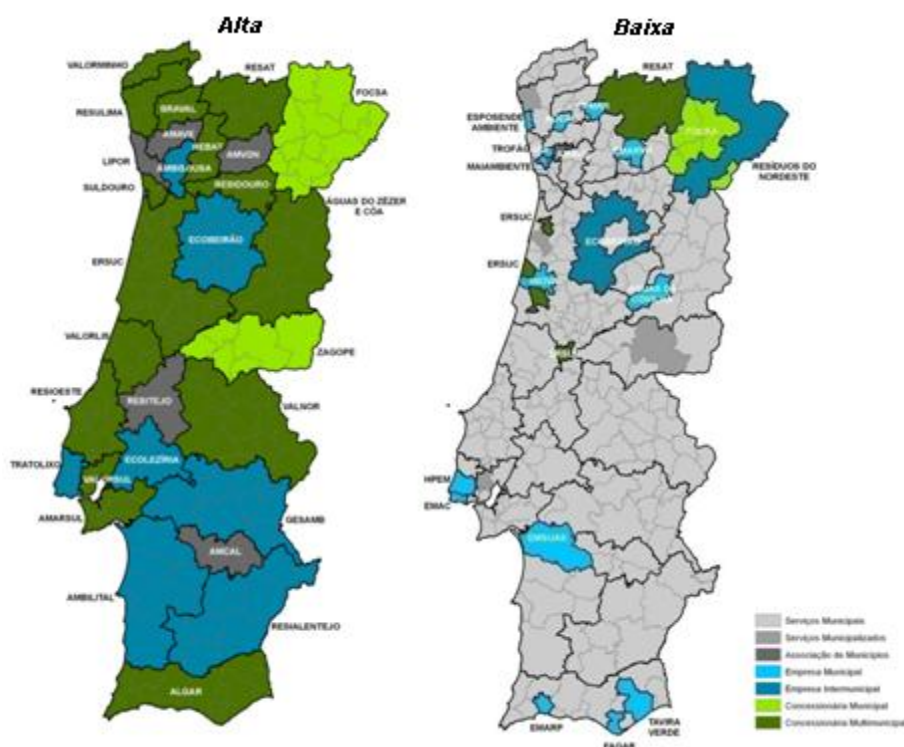 Alta
Baixa
VALORMINHO
RESAT
FOCSA
RESULIMA
BRAVAL
AMAVE
REBAT
AMVDN
LIPOR
AMBISOUSA
SULDOURO
RESIDOURO
ÁGUAS DO ZÊZERE
E CÔA
ECOBEIRÃO
ERSUC
VALORLIS
ZAGOPE
RESIOESTE
RESITEJO
VALNOR
TRATOLIXO
ECOLEZÍRIA
VALORSUL
AMARSUL
GESAMB
AMCAL
AMBILITAL
RESIALENTEJO
ALGAR
RESAT
ESPOSENDE
AMBIENTE
FOCSA
TROFÁO
MAIAMBIENTE
RESÍDUOS DO
NORDESTE
ERSUC
ERSUC
HPEM
EMAC
EMARP
TAVIRA
VERDE
FAGAR
Serviços Municipais
Serviços Municipalizados
Associação de Municípios
Empresa Municipal
Empresa Intermunicipal
Concessionária Municipal
Concessionária Multimunicipal